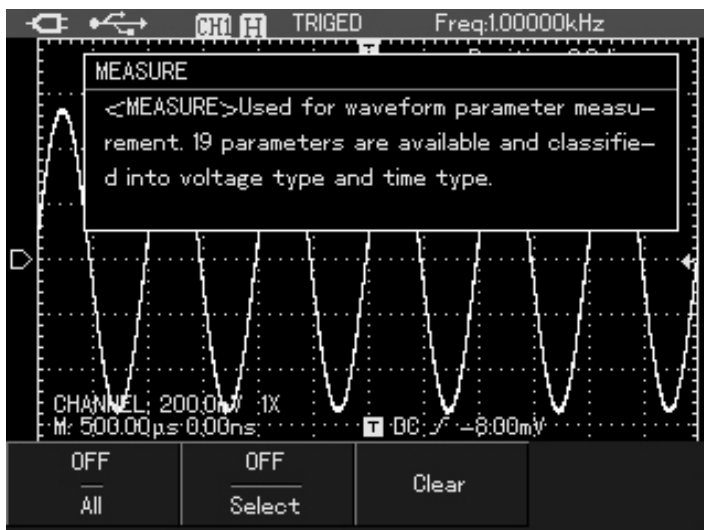 CH1 H TRIGED Freq:1.00000kHz
T
MEASURE
<MEASURE>Used for waveform parameter measu-
rement. 19 parameters are available and classifie-
d into voltage type and time type.
CHANNEL; 200.0mV 1X
M: 500.00μs 0.00ns T DC -8.00mV
OFF OFF
All Select Clear